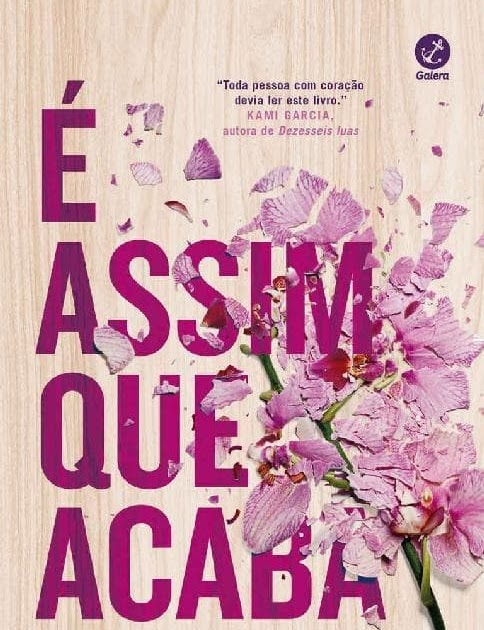 Galera
“Toda pessoa com coração
devia ler este livro.”
KAMI GARCIA,
autora de Dezesseis luas
É
ASSIM
QUE
ACABA